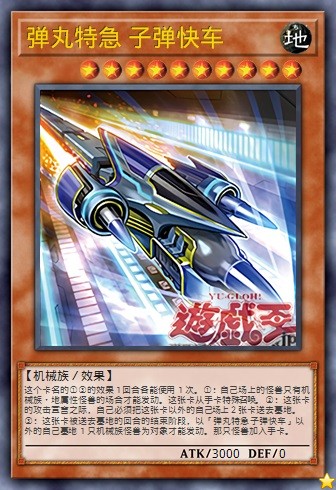 弹丸特急 子弹快车
地
YU-GI-OH!
遊戯王
【机械族/效果】
这个卡名的①③的效果1回合各能使用1次。①:自己场上的怪兽只有机
械族·地属性怪兽的场合才能发动。这张卡从手卡特殊召唤。②:这张卡
的攻击宣言之际,自己必须把这张卡以外的自己场上2张卡送去墓地。
③:这张卡被送去墓地的回合的结束阶段,以「弹丸特急 子弹快车」以
外的自己墓地1只机械族怪兽为对象才能发动。那只怪兽加入手卡。
ATK/3000 DEF/0